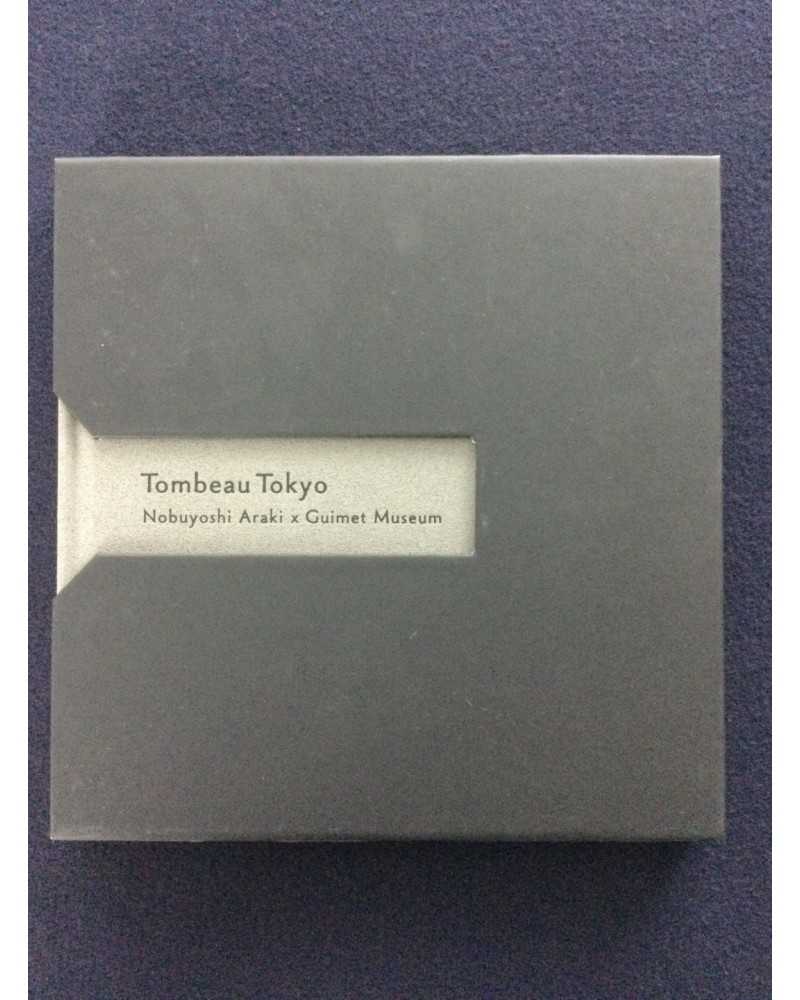 Tombeau Tokyo
Nobuyoshi Araki x Guimet Museum